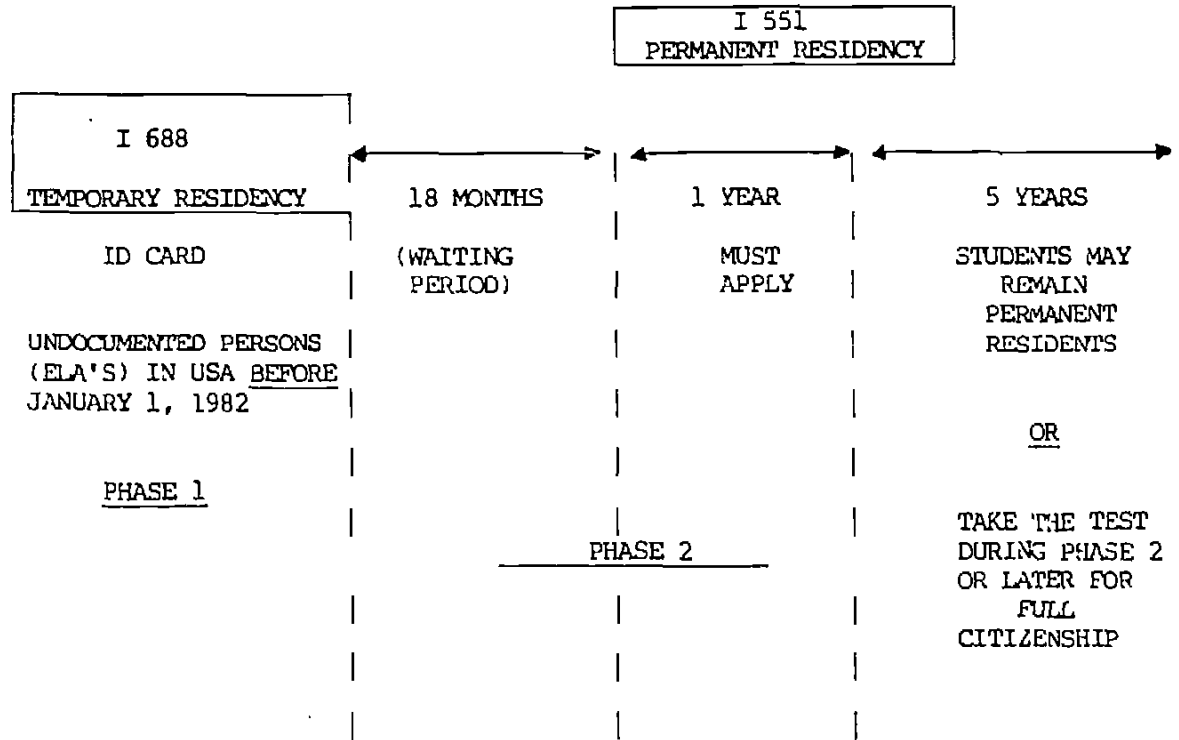 I 551
PERMANENT RESIDENCY
I 688
TEMPORARY RESIDENCY
ID CARD
UNDOCUMENTED PERSONS
(ELA'S) IN USA BEFORE
JANUARY 1, 1982
PHASE 1
18 MONTHS
(WAITING
PERIOD)
1 YEAR
MUST
APPLY
PHASE 2
5 YEARS
STUDENTS MAY
REMAIN
PERMANENT
RESIDENTS
OR
TAKE THE TEST
DURING PHASE 2
OR LATER FOR
FULL
CITIZENSHIP